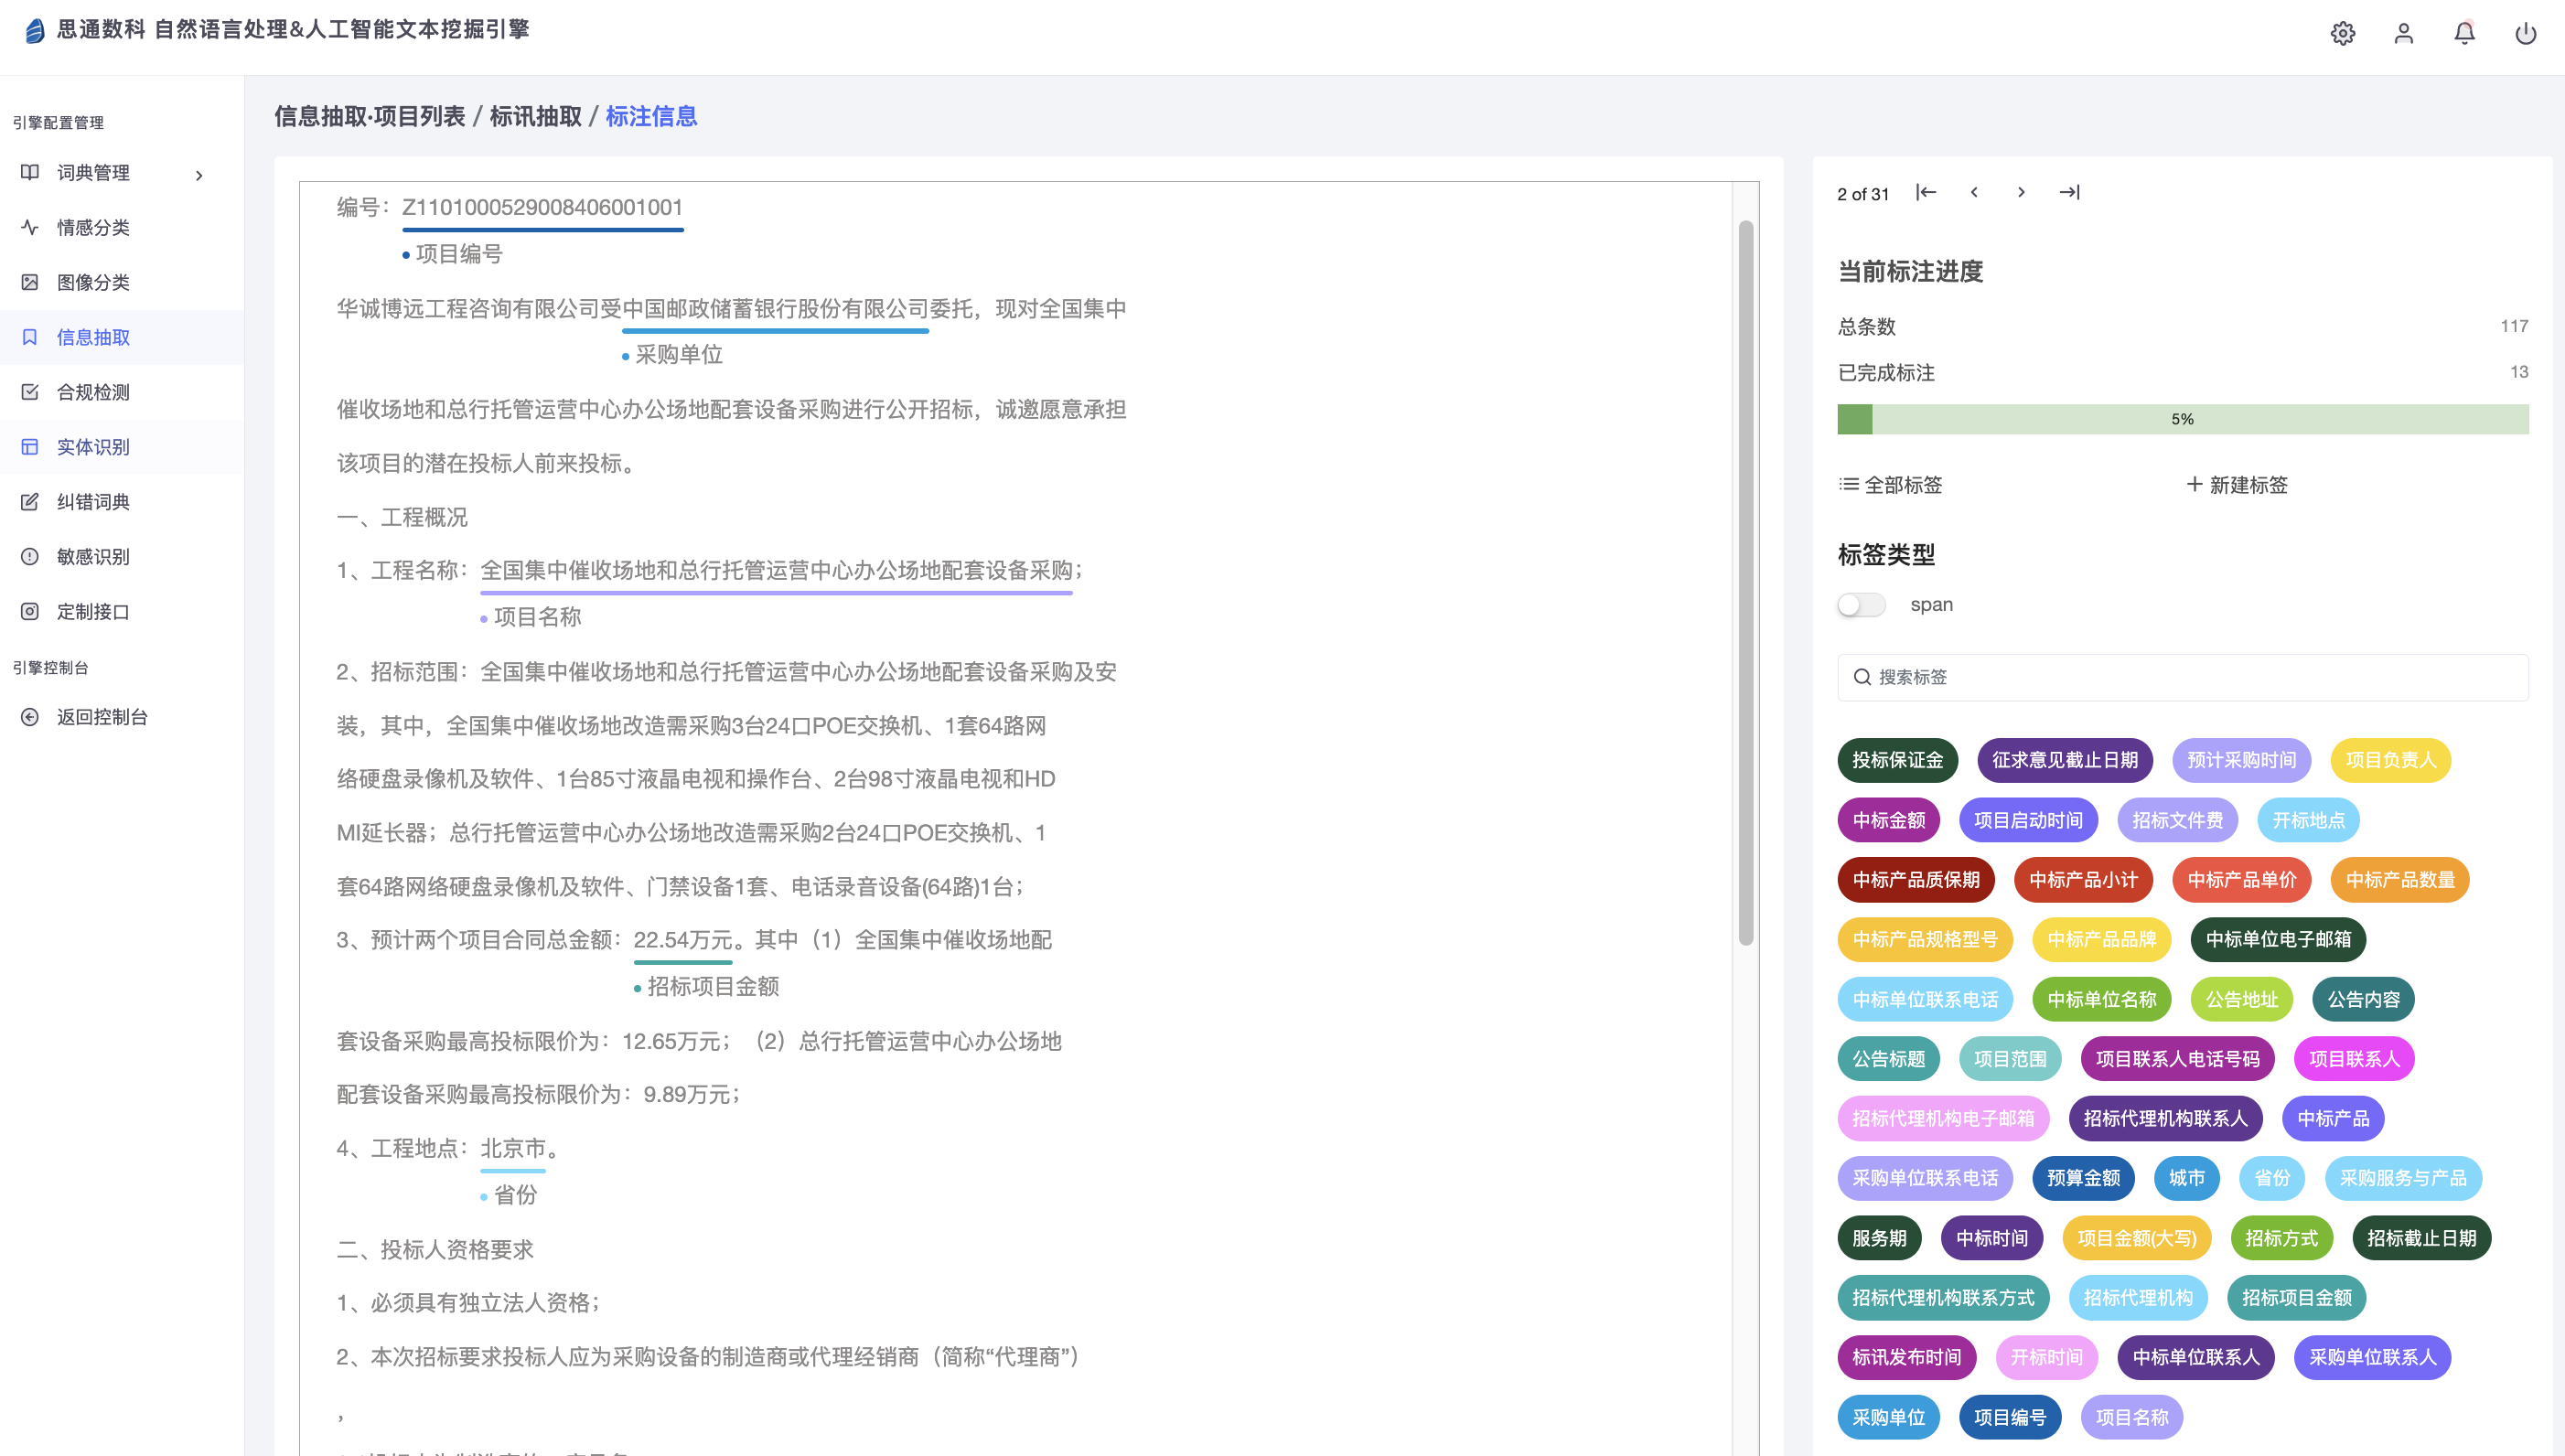 思通数科 自然语言处理&人工智能文本挖掘引擎
引擎配置管理
词典管理
情感分类
图像分类
信息抽取
合规检测
实体识别
纠错词典
敏感识别
定制接口
引擎控制台
返回控制台
信息抽取·项目列表 / 标讯抽取 / 标注信息
编号：Z1101000529008406001001
项目编号
华诚博远工程咨询有限公司受中国邮政储蓄银行股份有限公司委托，现对全国集中
采购单位
催收场地和总行托管运营中心办公场地配套设备采购进行公开招标，诚邀愿意承担
该项目的潜在投标人前来投标。
一、工程概况
1、工程名称：全国集中催收场地和总行托管运营中心办公场地配套设备采购；
项目名称
2、招标范围：全国集中催收场地和总行托管运营中心办公场地配套设备采购及安
装，其中，全国集中催收场地改造需采购3台24口POE交换机、1套64路网
络硬盘录像机及软件、1台85寸液晶电视和操作台、2台98寸液晶电视和HD
MI延长器；总行托管运营中心办公场地改造需采购2台24口POE交换机、1
套64路网络硬盘录像机及软件、门禁设备1套、电话录音设备(64路)1台；
3、预计两个项目合同总金额：22.54万元。其中（1）全国集中催收场地配
招标项目金额
套设备采购最高投标限价为：12.65万元；（2）总行托管运营中心办公场地
配套设备采购最高投标限价为：9.89万元；
4、工程地点：北京市。
省份
二、投标人资格要求
1、必须具有独立法人资格；
2、本次招标要求投标人应为采购设备的制造商或代理经销商（简称“代理商”）
，
2 of 31
当前标注进度
总条数 117
已完成标注 13
5%
全部标签 新建标签
标签类型
span
搜索标签
投标保证金 征求意见截止日期 预计采购时间 项目负责人
中标金额 项目启动时间 招标文件费 开标地点
中标产品质保期 中标产品小计 中标产品单价 中标产品数量
中标产品规格型号 中标产品品牌 中标单位电子邮箱
中标单位联系电话 中标单位名称 公告地址 公告内容
公告标题 项目范围 项目联系人电话号码 项目联系人
招标代理机构电子邮箱 招标代理机构联系人 中标产品
采购单位联系电话 预算金额 城市 省份 采购服务与产品
服务期 中标时间 项目金额(大写) 招标方式 招标截止日期
招标代理机构联系方式 招标代理机构 招标项目金额
标讯发布时间 开标时间 中标单位联系人 采购单位联系人
采购单位 项目编号 项目名称